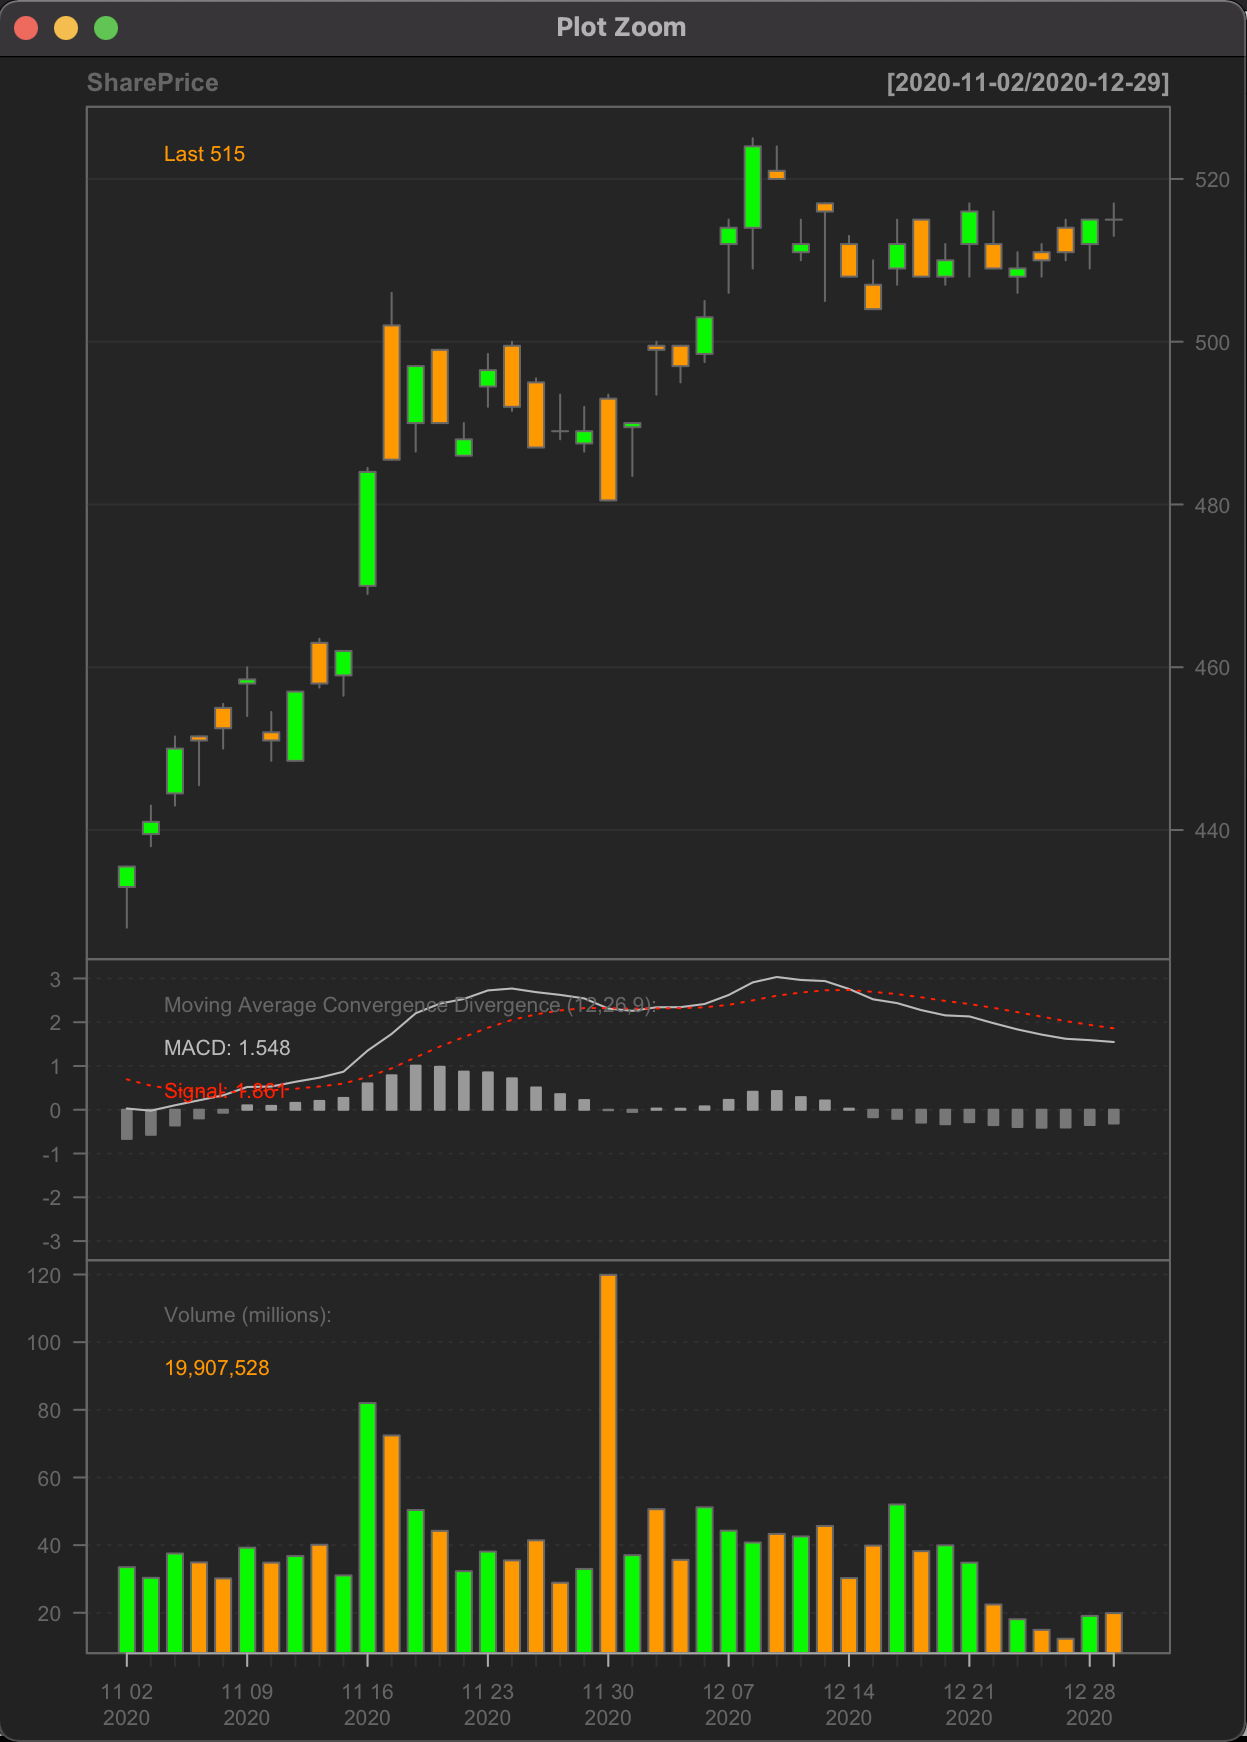 Plot Zoom
SharePrice
[2020-11-02/2020-12-29]
Last 515
520
500
480
460
440
3
Moving Average Convergence Divergence (12,26,9):
2
MACD: 1.548
1
Signal: 1.861
0
-1
-2
-3
120
Volume (millions):
100
19,907,528
80
60
40
20
11 02 11 09 11 16 11 23 11 30 12 07 12 14 12 21 12 28
2020 2020 2020 2020 2020 2020 2020 2020 2020